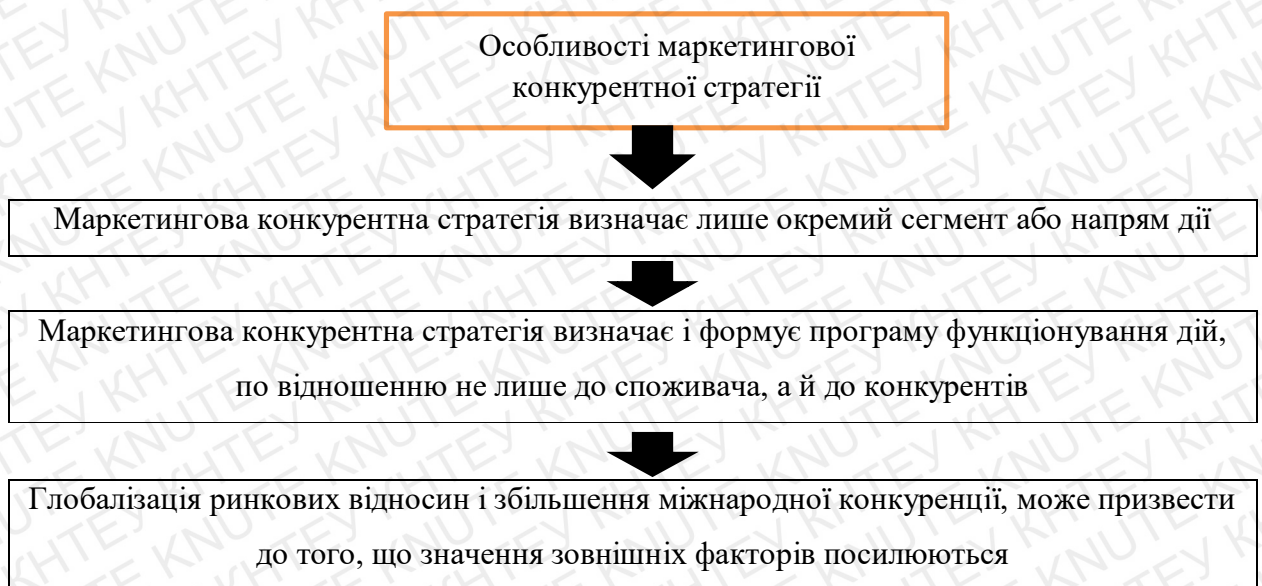 Особливості маркетингової
конкурентної стратегії
Маркетингова конкурентна стратегія визначає лише окремий сегмент або напрям дії
Маркетингова конкурентна стратегія визначає і формує програму функціонування дій,
по відношенню не лише до споживача, а й до конкурентів
Глобалізація ринкових відносин і збільшення міжнародної конкуренції, може призвести
до того, що значення зовнішніх факторів посилюються